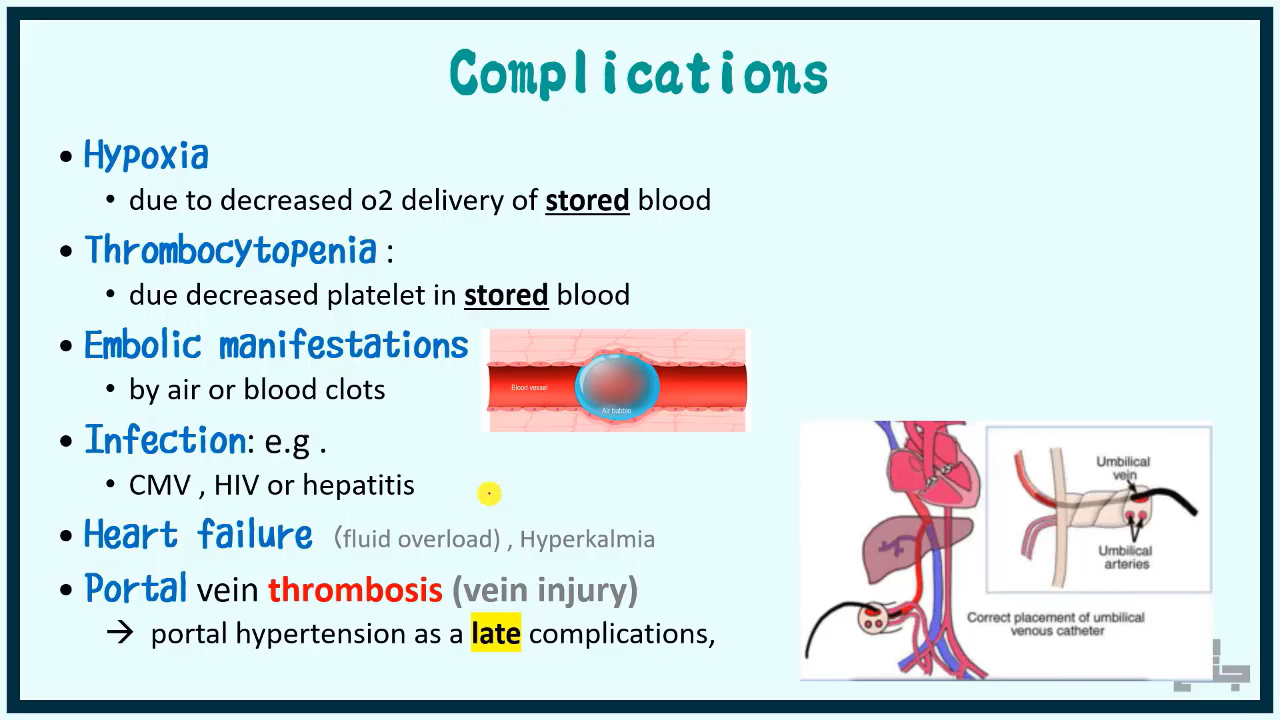 Complications
• Hypoxia
• due to decreased o2 delivery of stored blood
• Thrombocytopenia :
• due decreased platelet in stored blood
• Embolic manifestations
• by air or blood clots
Blood vessel
Air bubble
• Infection: e.g .
• CMV , HIV or hepatitis
• Heart failure (fluid overload) , Hyperkalmia
• Portal vein thrombosis (vein injury)
→ portal hypertension as a late complications,
Umbilical
vein
Umbilical
arteries
Correct placement of umbilical
venous catheter